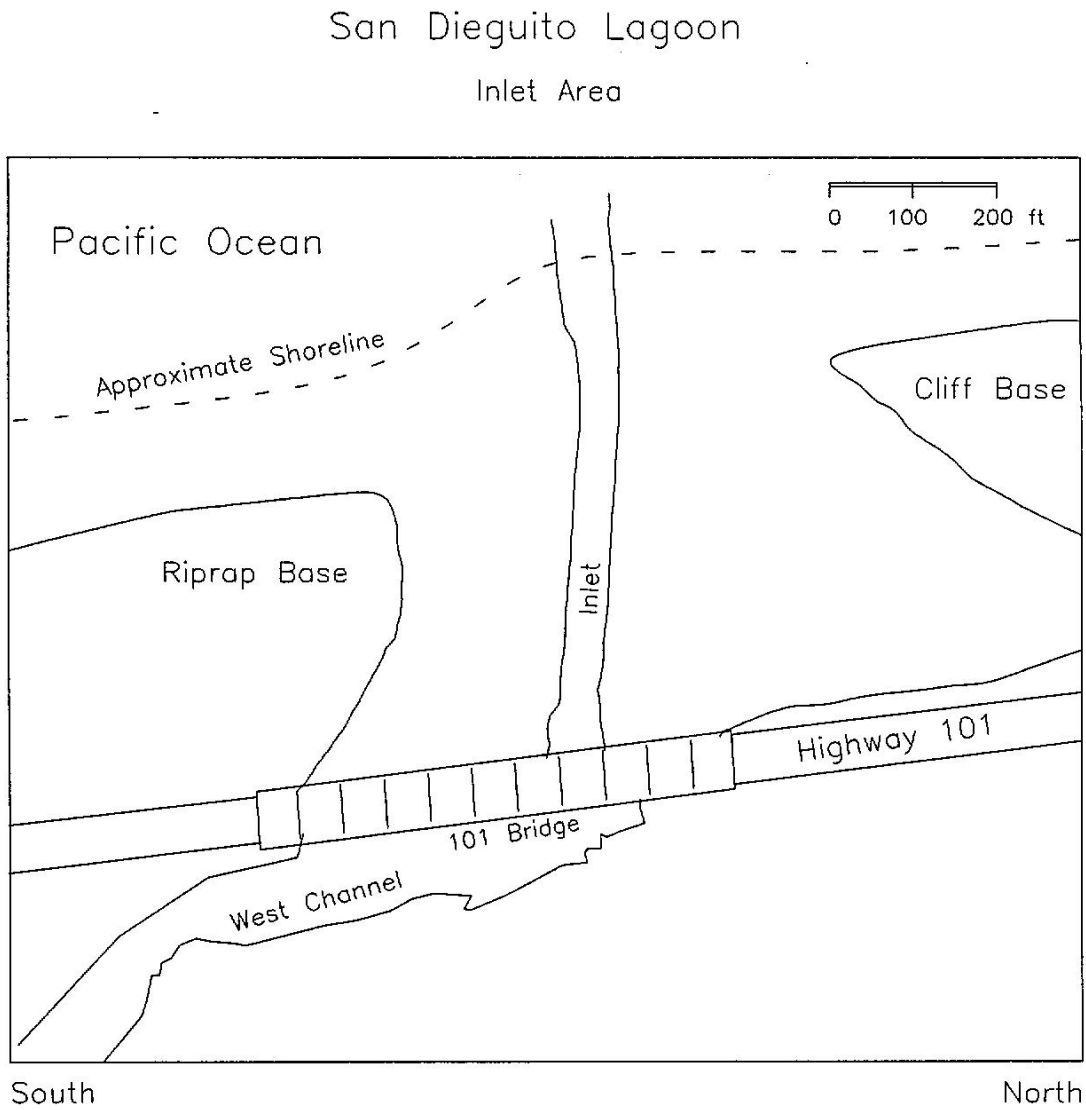 San Dieguito Lagoon
Inlet Area
0 100 200 ft
Pacific Ocean
Approximate Shoreline
Cliff Base
Riprap Base
Inlet
Highway 101
101 Bridge
West Channel
South
North